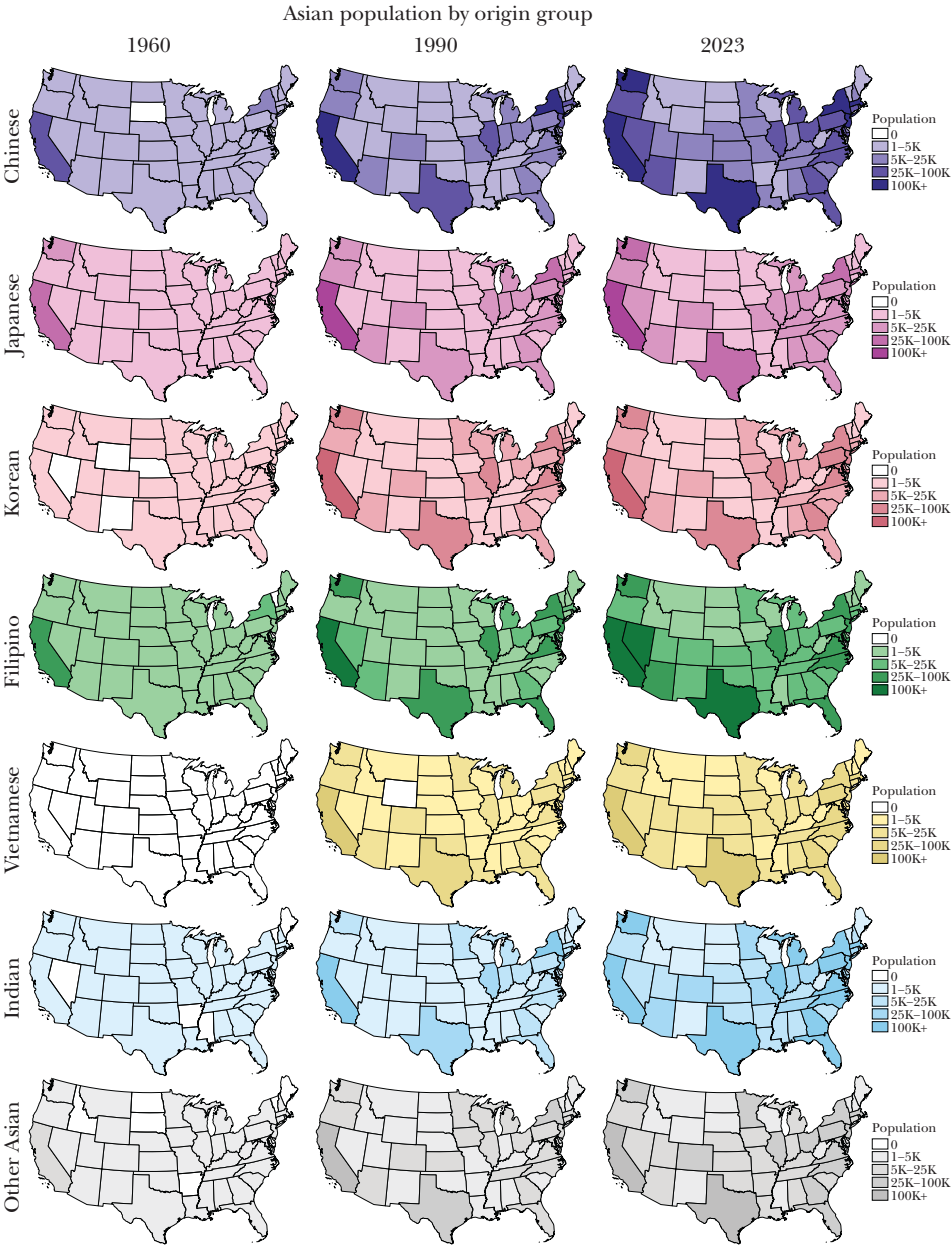 Asian population by origin group
1960
1990
2023
Chinese
Population
0
1–5K
5K–25K
25K–100K
100K+
Japanese
Population
0
1–5K
5K–25K
25K–100K
100K+
Korean
Population
0
1–5K
5K–25K
25K–100K
100K+
Filipino
Population
0
1–5K
5K–25K
25K–100K
100K+
Vietnamese
Population
0
1–5K
5K–25K
25K–100K
100K+
Indian
Population
0
1–5K
5K–25K
25K–100K
100K+
Other Asian
Population
0
1–5K
5K–25K
25K–100K
100K+